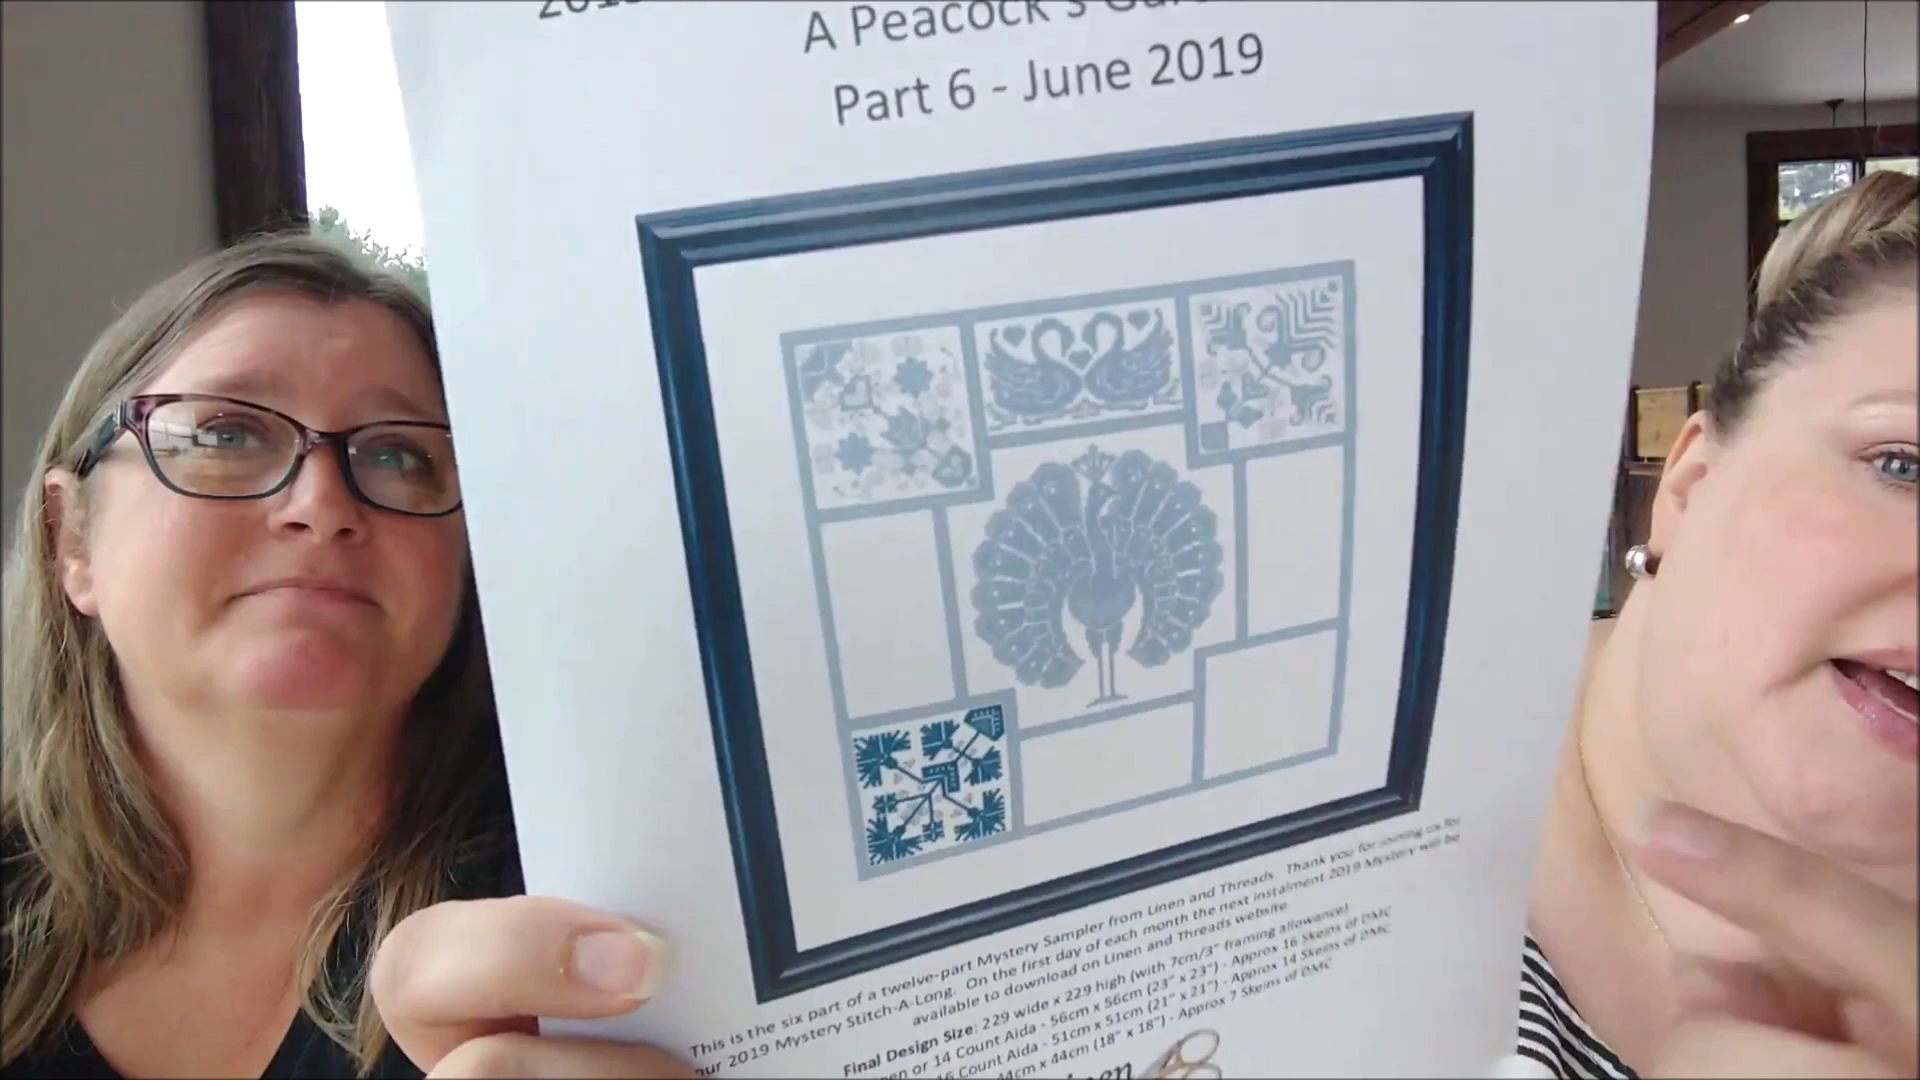 A Peacock's
Part 6 - June 2019
This is the six part of a twelve-part Mystery Sampler from Linen and Threads. Thank you for joining us for
our 2019 Mystery Stitch-A-Long. On the first day of each month the next instalment 2019 Mystery will be
available to download on Linen and Threads website.
Final Design Size: 229 wide x 229 high (with 7cm/3" framing allowance)
or 14 Count Aida - 56cm x 56cm (23" x 23") - Approx 16 Skeins of DMC
Count Aida - 51cm x 51cm (21" x 21") - Approx 14 Skeins of DMC
44cm x 44cm (18" x 18") - Approx 7 Skeins of DMC